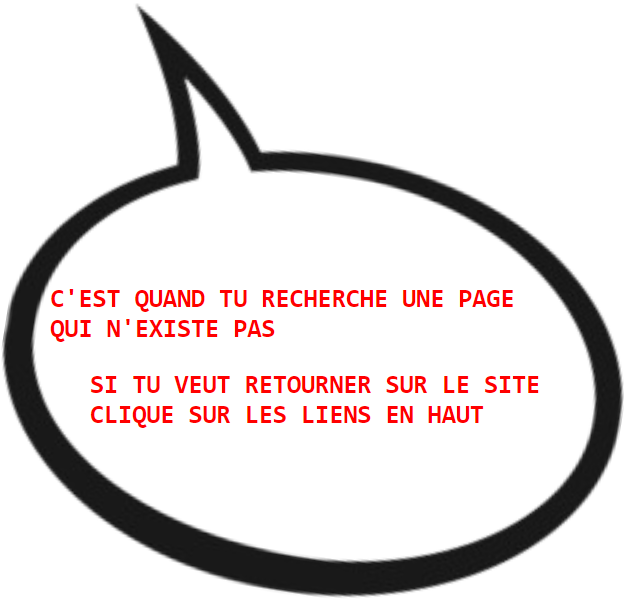 C'EST QUAND TU RECHERCHE UNE PAGE
QUI N'EXISTE PAS
SI TU VEUT RETOURNER SUR LE SITE
CLIQUE SUR LES LIENS EN HAUT